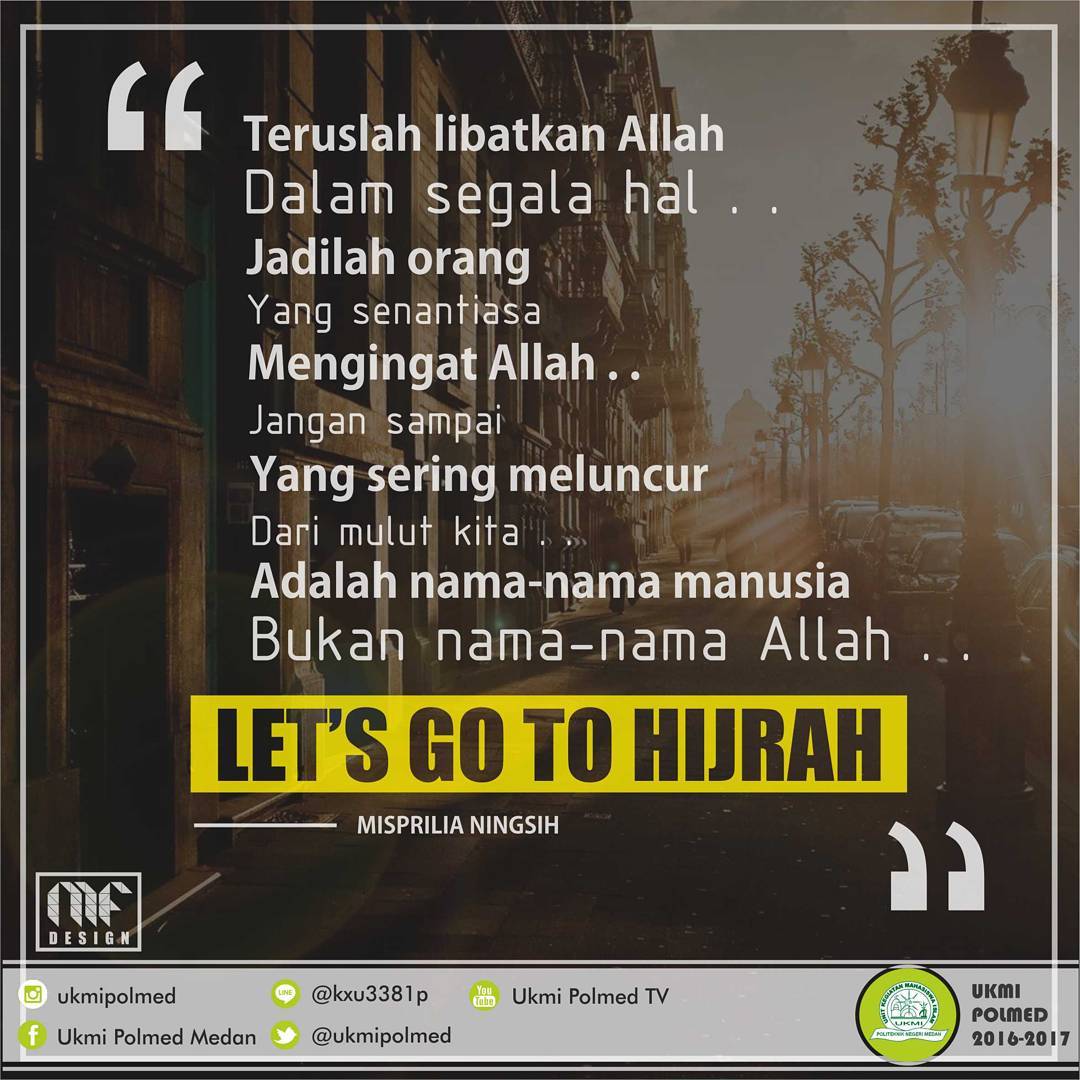 Teruslah libatkan Allah
Dalam segala hal . .
Jadilah orang
Yang senantiasa
Mengingat Allah . .
Jangan sampai
Yang sering meluncur
Dari mulut kita . .
Adalah nama-nama manusia
Bukan nama-nama Allah . .
LET'S GO TO HIJRAH
MISPRILIA NINGSIH
MF
DESIGN
ukmipolmed
LINE
@kxu3381p
You
Tube
Ukmi Polmed TV
f
Ukmi Polmed Medan
@ukmipolmed
UNIT KEGIATAN MAHASISWA ISLAM
UKMI
POLITEKNIK NEGERI MEDAN
UKMI
POLMED
2016-2017